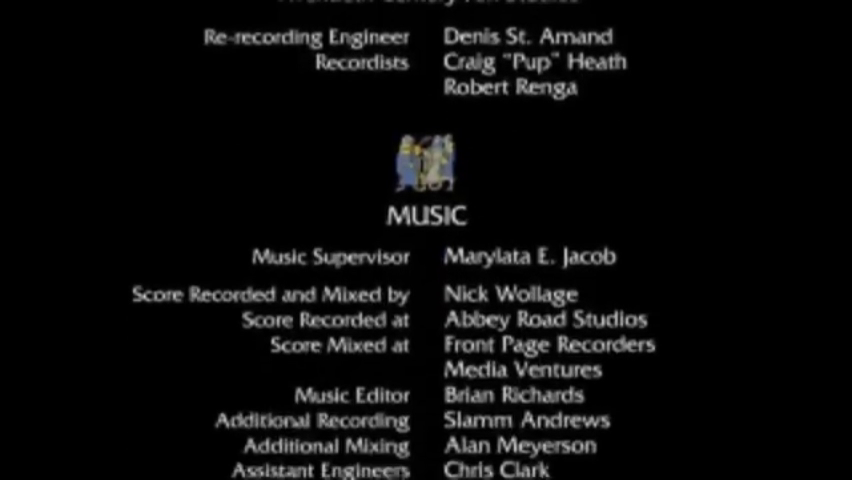 Re-recording Engineer Denis St. Amand
Recordists Craig "Pup" Heath
Robert Renga
MUSIC
Music Supervisor Marylata E. Jacob
Score Recorded and Mixed by Nick Wollage
Score Recorded at Abbey Road Studios
Score Mixed at Front Page Recorders
Media Ventures
Music Editor Brian Richards
Additional Recording Slamm Andrews
Additional Mixing Alan Meyerson
Assistant Engineers Chris Clark